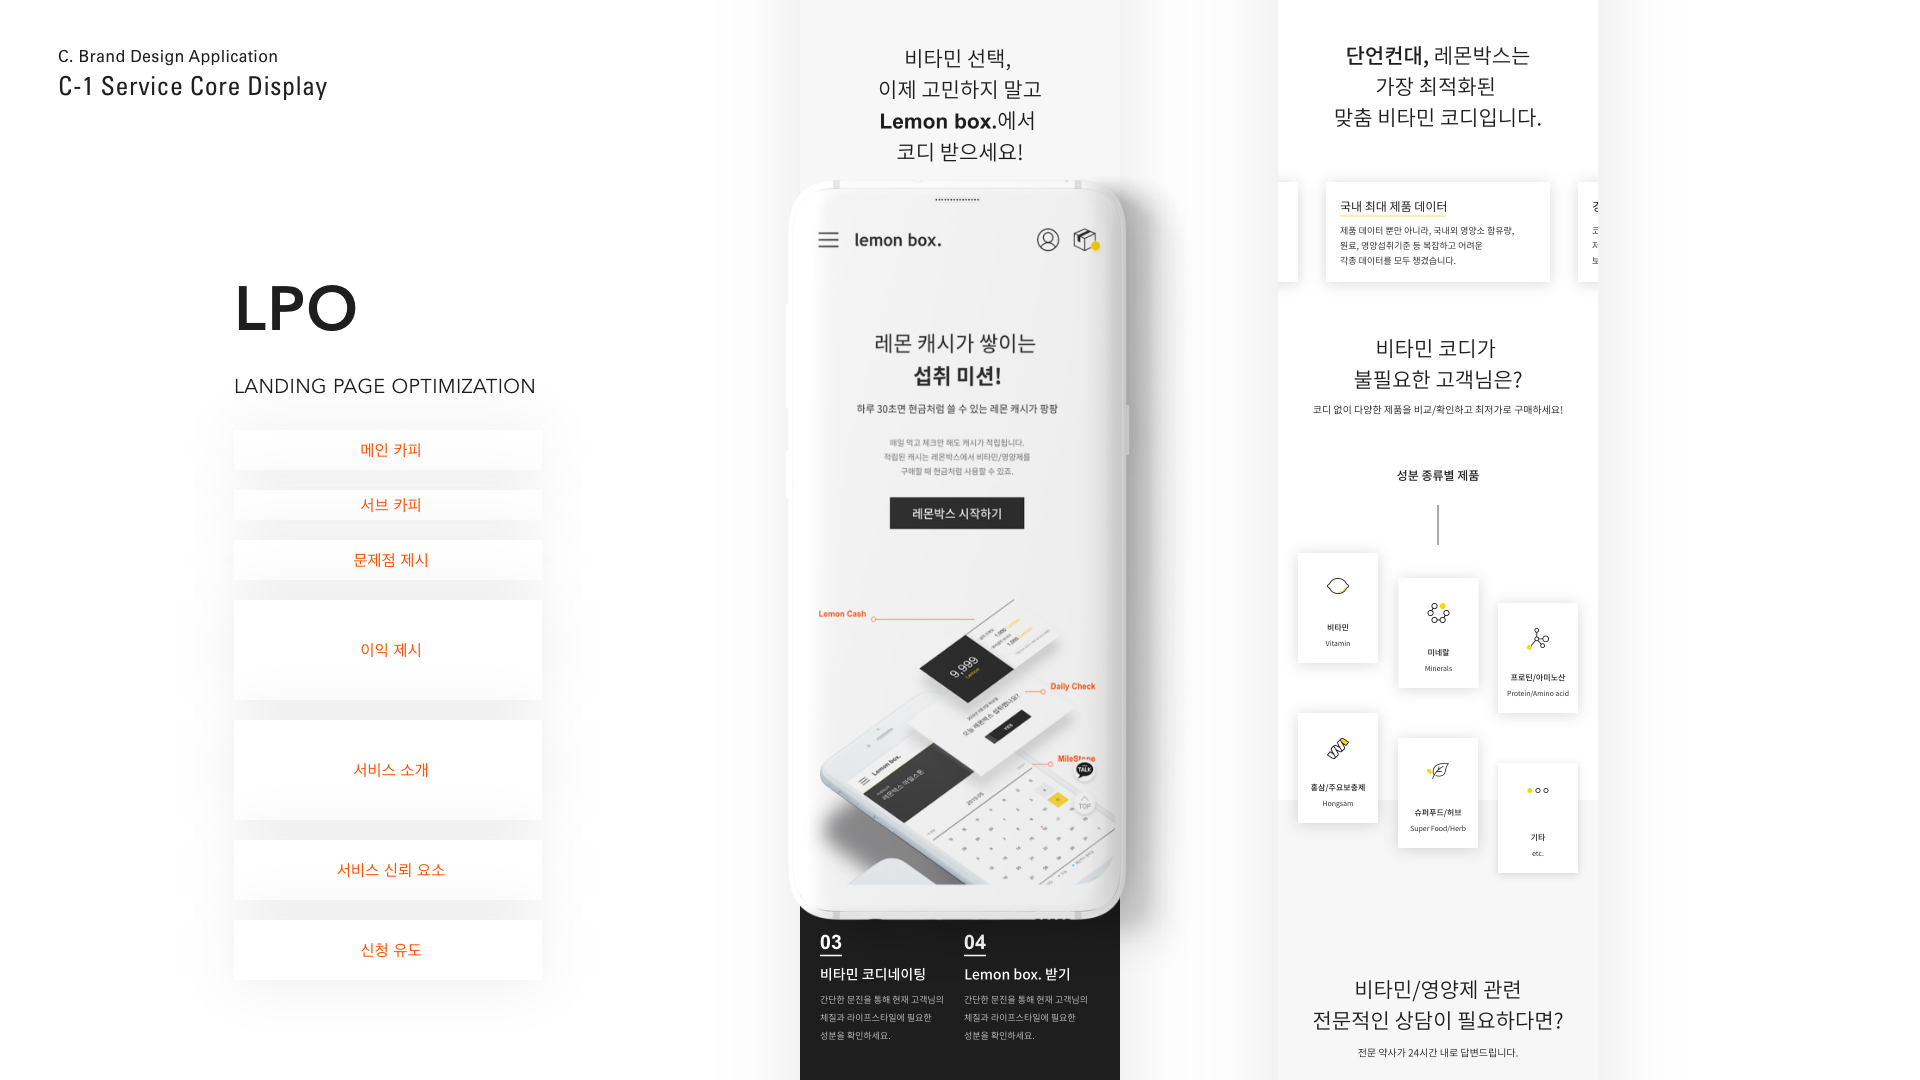 C. Brand Design Application
C-1 Service Core Display
LPO
LANDING PAGE OPTIMIZATION
메인 카피
서브 카피
문제점 제시
이익 제시
서비스 소개
서비스 신뢰 요소
신청 유도
비타민 선택,
이제 고민하지 말고
Lemon box.에서
코디 받으세요!
lemon box.
레몬 캐시가 쌓이는
섭취 미션!
하루 30초면 현금처럼 쓸 수 있는 레몬 캐시가 팡팡
매일 먹고 체크만 해도 캐시가 적립됩니다.
적립된 캐시는 레몬박스에서 비타민/영양제를
구매할 때 현금처럼 사용할 수 있죠.
레몬박스 시작하기
Lemon Cash
9,999
Daily Check
오늘 레몬박스 섭취했나요?
YES
MileStone
TALK
TOP
Lemon box.
레몬박스 마일스톤
2019.05
03
비타민 코디네이팅
간단한 문진을 통해 현재 고객님의
체질과 라이프스타일에 필요한
성분을 확인하세요.
04
Lemon box. 받기
간단한 문진을 통해 현재 고객님의
체질과 라이프스타일에 필요한
성분을 확인하세요.
단언컨대, 레몬박스는
가장 최적화된
맞춤 비타민 코디입니다.
국내 최대 제품 데이터
제품 데이터 뿐만 아니라, 국내외 영양소 함유량,
원료, 영양섭취기준 등 복잡하고 어려운
각종 데이터를 모두 챙겼습니다.
비타민 코디가
불필요한 고객님은?
코디 없이 다양한 제품을 비교/확인하고 최저가로 구매하세요!
성분 종류별 제품
비타민
Vitamin
미네랄
Minerals
프로틴/아미노산
Protein/Amino acid
홍삼/주요보충제
Hongsam
슈퍼푸드/허브
Super Food/Herb
기타
etc.
비타민/영양제 관련
전문적인 상담이 필요하다면?
전문 약사가 24시간 내로 답변드립니다.